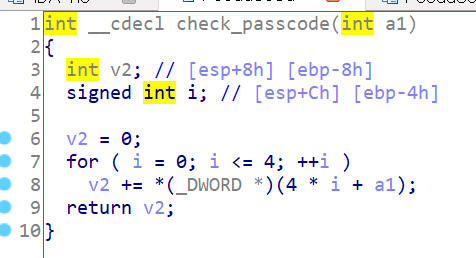 1 int __cdecl check_passcode(int a1)
2 {
3 int v2; // [esp+8h] [ebp-8h]
4 signed int i; // [esp+Ch] [ebp-4h]
5
6 v2 = 0;
7 for ( i = 0; i <= 4; ++i )
8 v2 += *(_DWORD *)(4 * i + a1);
9 return v2;
10 }